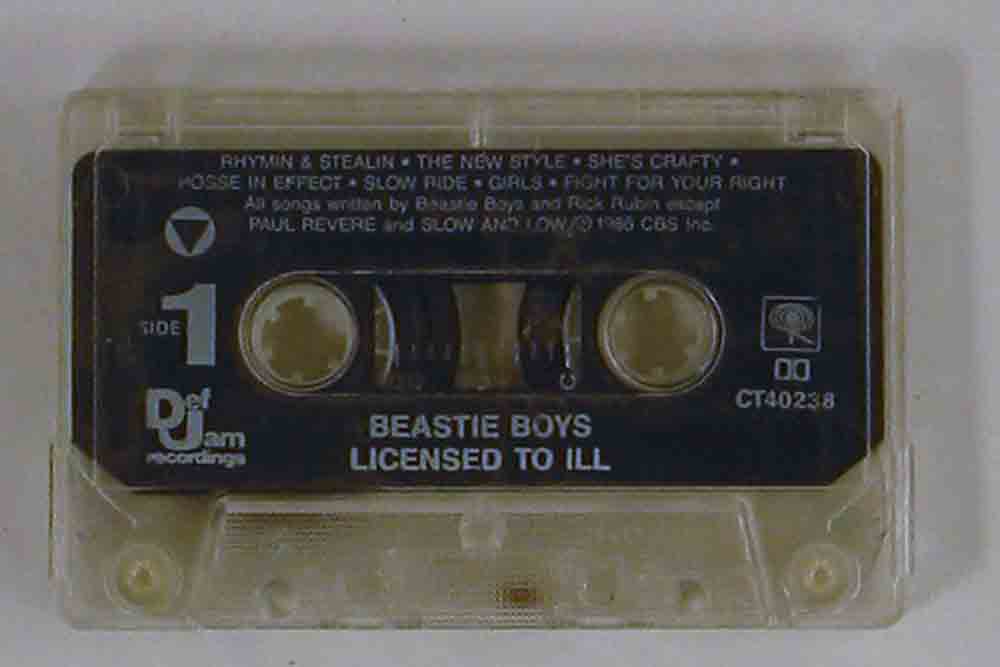 RHYMIN & STEALIN • THE NEW STYLE • SHE'S CRAFTY •
POSSE IN EFFECT • SLOW RIDE • GIRLS • FIGHT FOR YOUR RIGHT
All songs written by Beastie Boys and Rick Rubin except
PAUL REVERE and SLOW AND LOW/Ⓟ1986 CBS Inc.
SIDE 1
Def Jam
recordings
CT40238
BEASTIE BOYS
LICENSED TO ILL